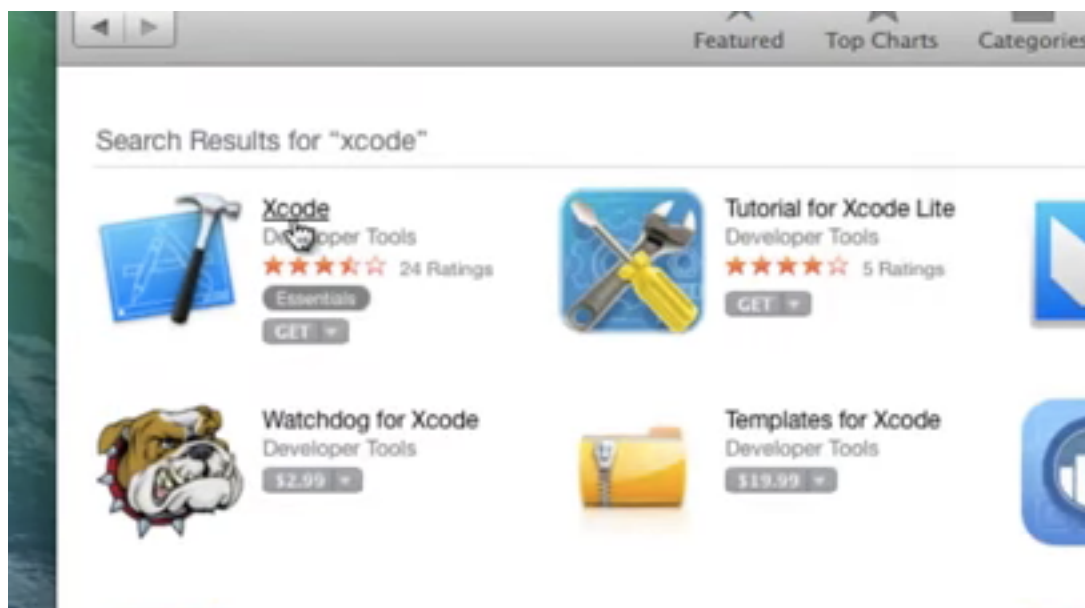 Featured Top Charts Categories
Search Results for “xcode”
Xcode
Developer Tools
24 Ratings
Essentials
GET
Tutorial for Xcode Lite
Developer Tools
5 Ratings
GET
Watchdog for Xcode
Developer Tools
$2.99
Templates for Xcode
Developer Tools
$19.99